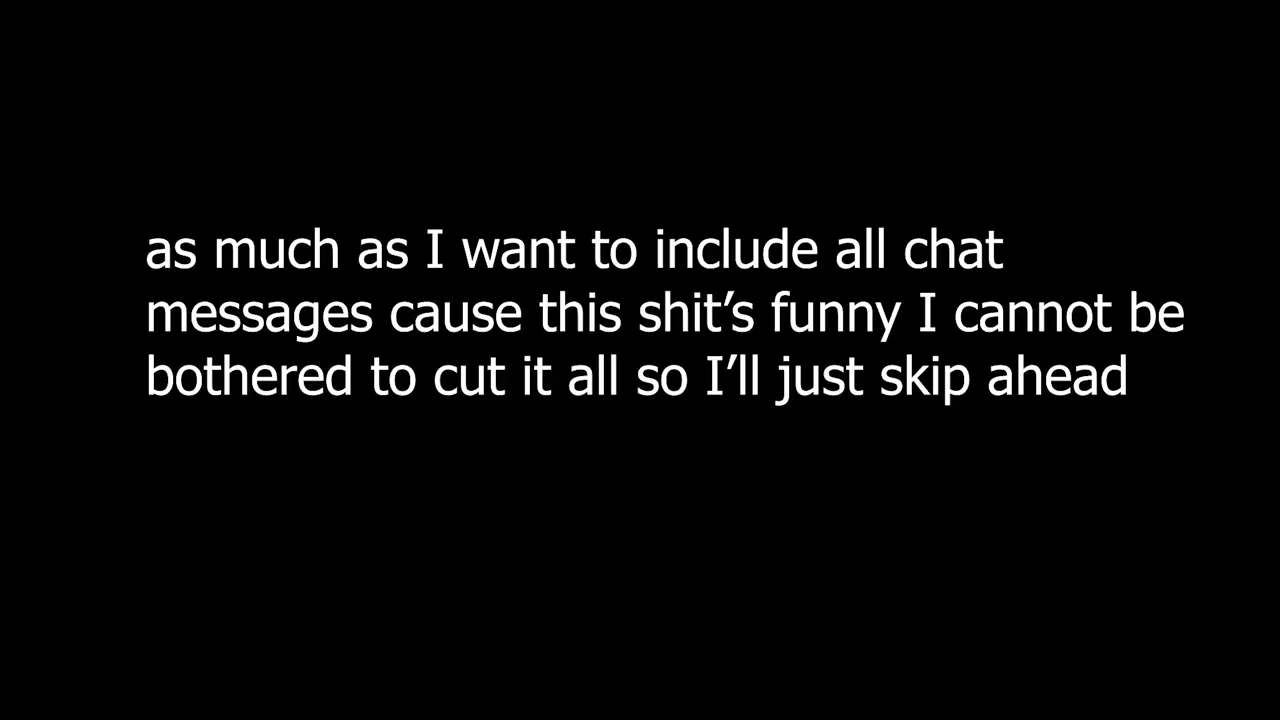 as much as I want to include all chat
messages cause this shit’s funny I cannot be
bothered to cut it all so I’ll just skip ahead